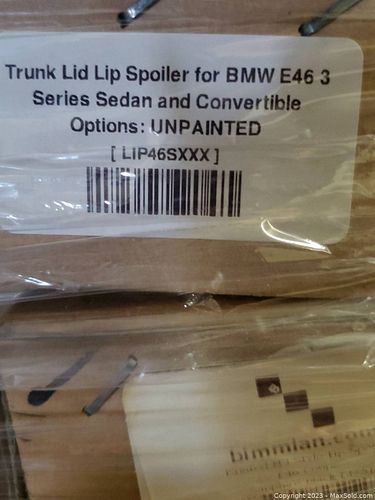 Trunk Lid Lip Spoiler for BMW E46 3
Series Sedan and Convertible
Options: UNPAINTED
[ LIP46SXXX ]
bimmian.com
Copyright 2023 - MaxSold.com